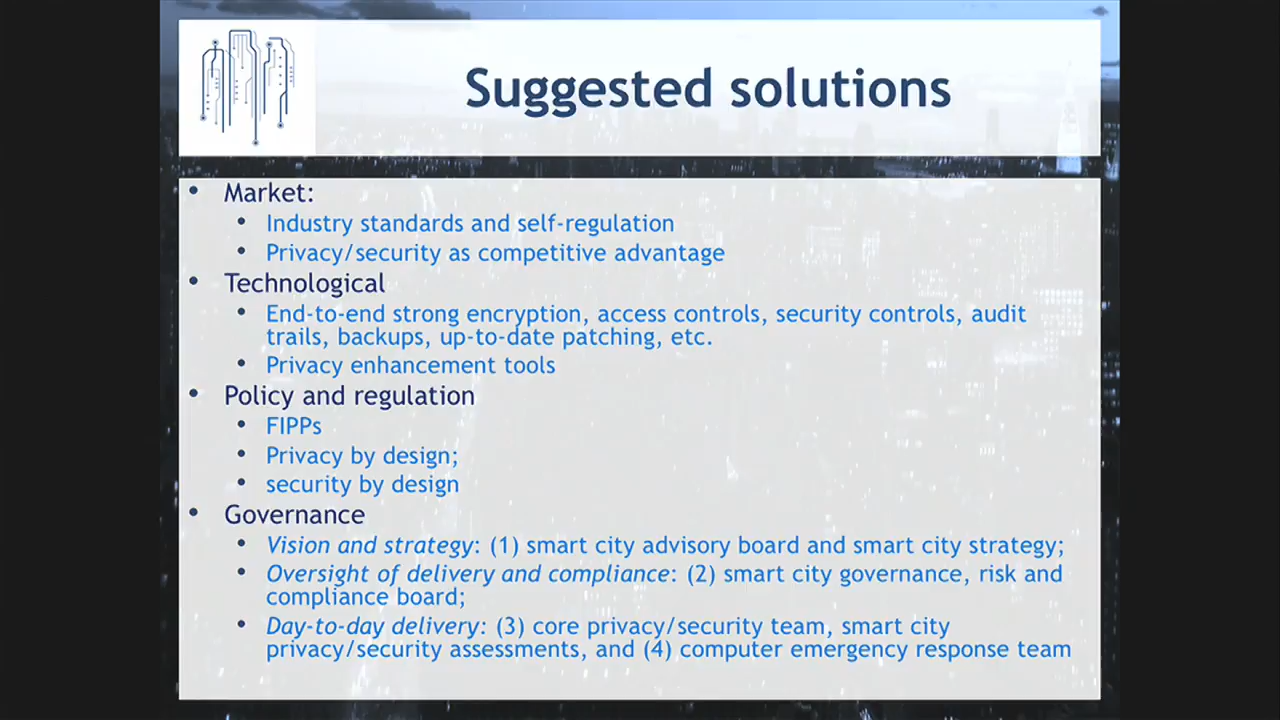 Suggested solutions
• Market:
• Industry standards and self-regulation
• Privacy/security as competitive advantage
• Technological
• End-to-end strong encryption, access controls, security controls, audit
trails, backups, up-to-date patching, etc.
• Privacy enhancement tools
• Policy and regulation
• FIPPs
• Privacy by design;
• security by design
• Governance
• Vision and strategy: (1) smart city advisory board and smart city strategy;
• Oversight of delivery and compliance: (2) smart city governance, risk and
compliance board;
• Day-to-day delivery: (3) core privacy/security team, smart city
privacy/security assessments, and (4) computer emergency response team